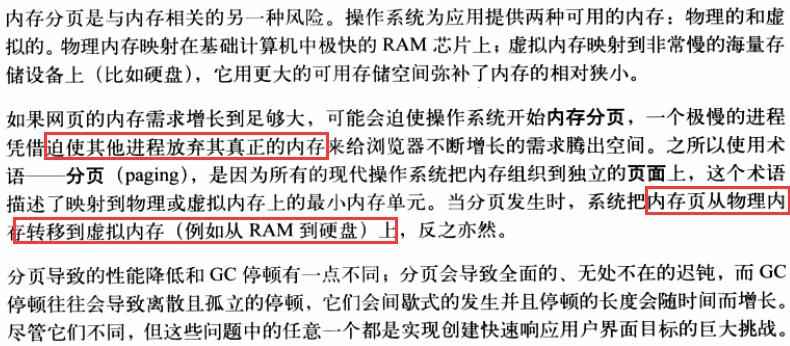 内存分页是与内存相关的另一种风险。操作系统为应用提供两种可用的内存：物理的和虚
拟的。物理内存映射在基础计算机中极快的 RAM 芯片上；虚拟内存映射到非常慢的海量存
储设备上（比如硬盘），它用更大的可用存储空间弥补了内存的相对狭小。
如果网页的内存需求增长到足够大，可能会迫使操作系统开始内存分页，一个极慢的进程
凭借迫使其他进程放弃其真正的内存来给浏览器不断增长的需求腾出空间。之所以使用术
语——分页（paging），是因为所有的现代操作系统把内存组织到独立的页面上，这个术语
描述了映射到物理或虚拟内存上的最小内存单元。当分页发生时，系统把内存页从物理内
存转移到虚拟内存（例如从 RAM 到硬盘）上，反之亦然。
分页导致的性能降低和 GC 停顿有一点不同；分页会导致全面的、无处不在的迟钝，而 GC
停顿往往会导致离散且孤立的停顿，它们会间歇式的发生并且停顿的长度会随时间而增长。
尽管它们不同，但这些问题中的任意一个都是实现创建快速响应用户界面目标的巨大挑战。